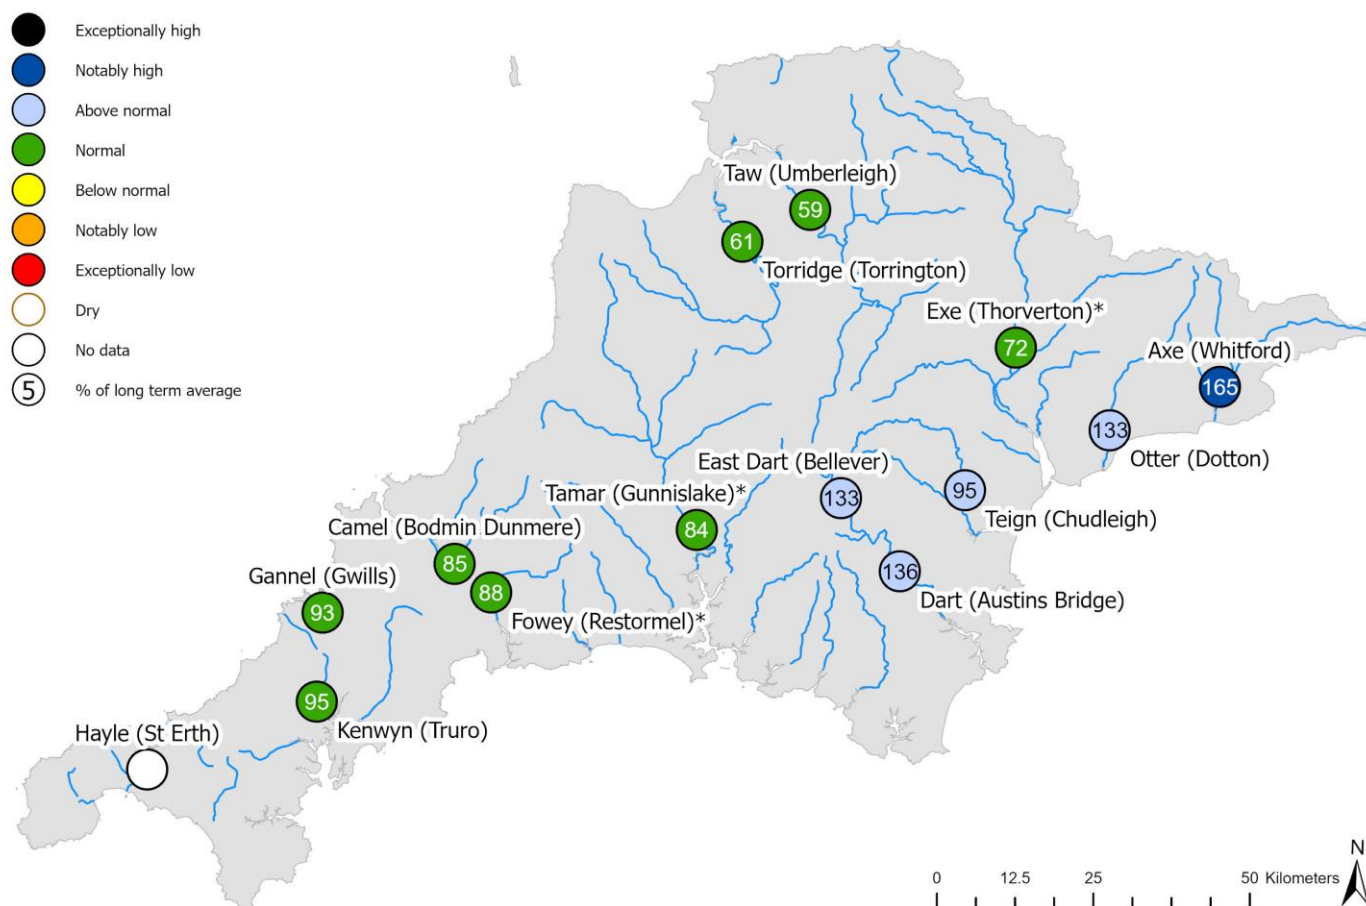 Exceptionally high
Notably high
Above normal
Normal
Below normal
Notably low
Exceptionally low
Dry
No data
5 % of long term average
Taw (Umberleigh)
59
61
Torridge (Torrington)
Exe (Thorverton)*
72
Axe (Whitford)
165
133
Otter (Dotton)
East Dart (Bellever)
133
95
Teign (Chudleigh)
Tamar (Gunnislake)*
84
136
Dart (Austins Bridge)
Camel (Bodmin Dunmere)
85
88
Fowey (Restormel)*
Gannel (Gwills)
93
95
Kenwyn (Truro)
Hayle (St Erth)
N
0 12.5 25 50 Kilometers